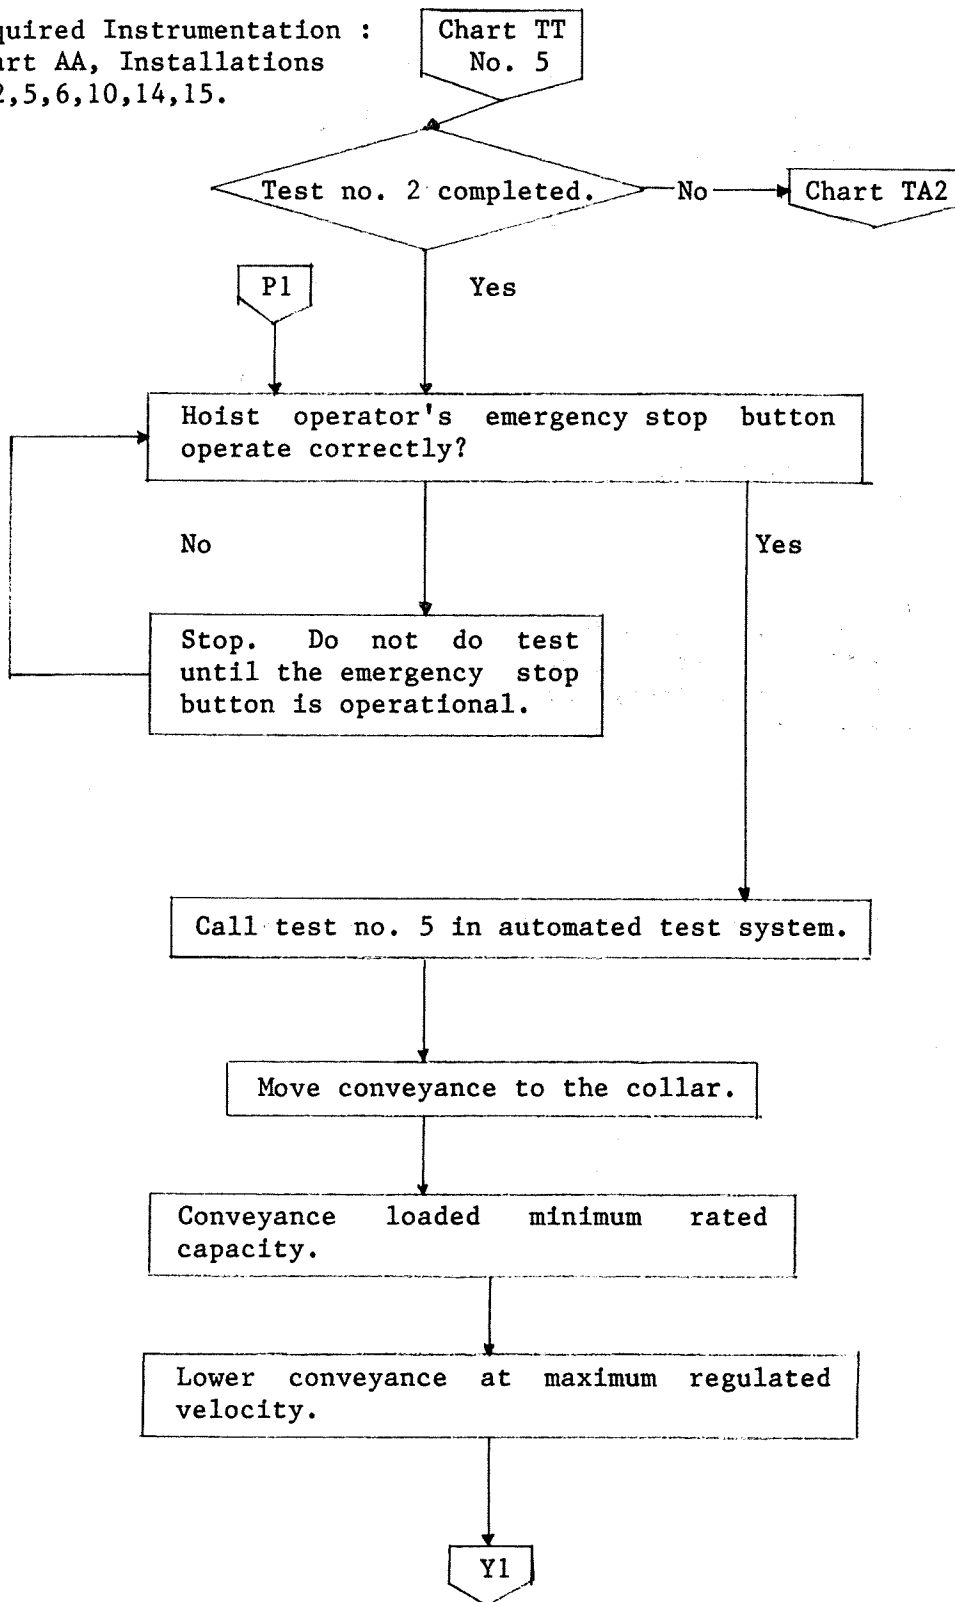 quired Instrumentation :
art AA, Installations
2,5,6,10,14,15.
Chart TT
No. 5
Test no. 2 completed.
No
Chart TA2
P1
Yes
Hoist operator's emergency stop button
operate correctly?
No
Yes
Stop. Do not do test
until the emergency stop
button is operational.
Call test no. 5 in automated test system.
Move conveyance to the collar.
Conveyance loaded minimum rated
capacity.
Lower conveyance at maximum regulated
velocity.
Y1